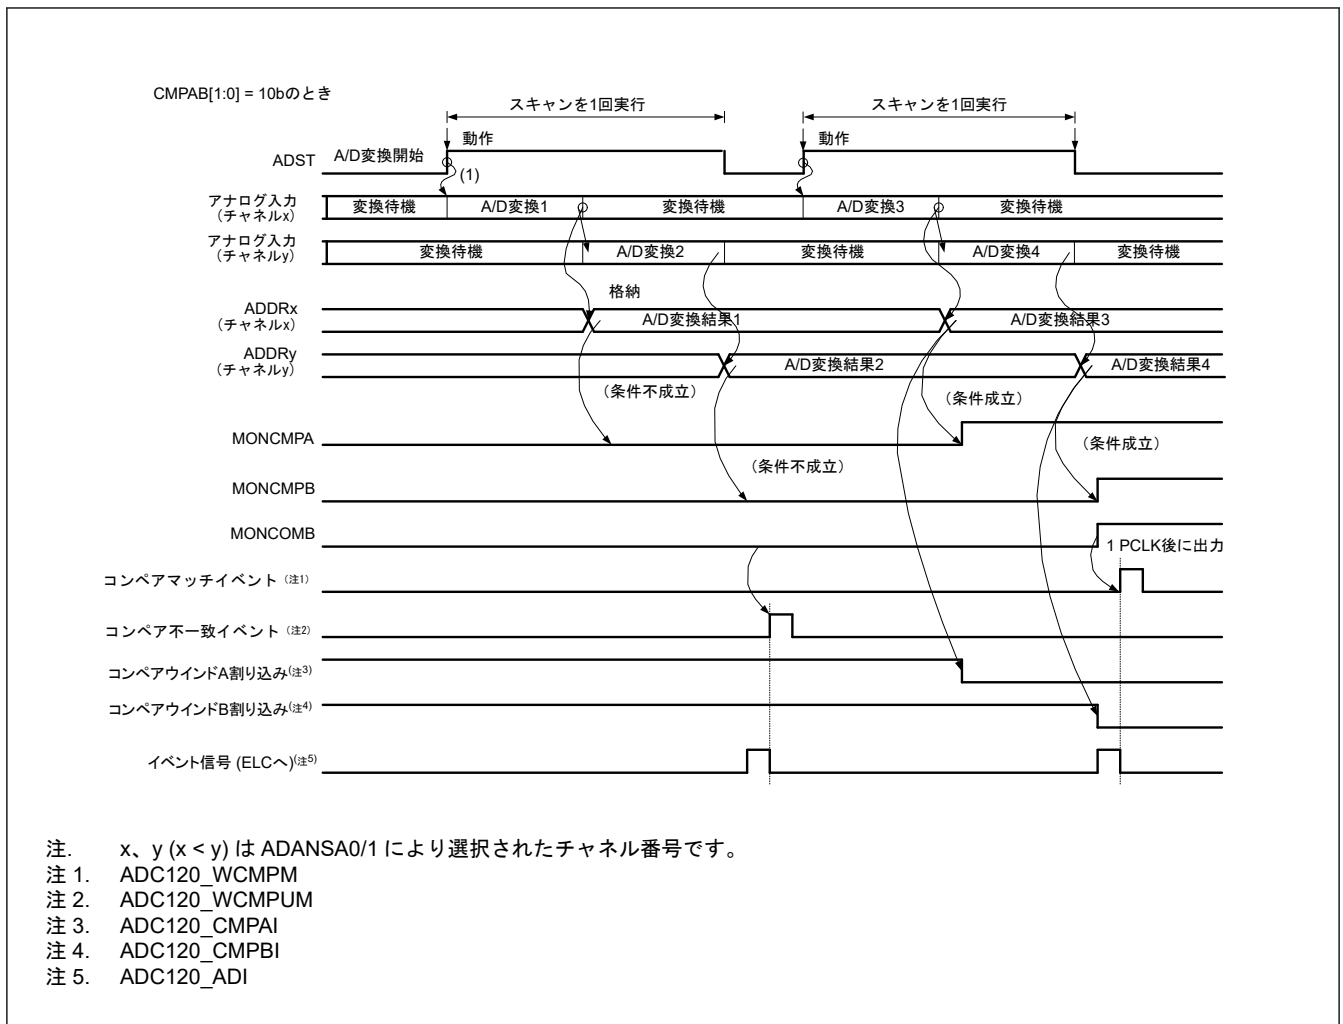 CMPAB[1:0] = 10bのとき
スキャンを1回実行 スキャンを1回実行
動作 動作
ADST A/D変換開始
(1)
アナログ入力
（チャネルx）
変換待機 A/D変換1 変換待機 A/D変換3 変換待機
アナログ入力
（チャネルy）
変換待機 A/D変換2 変換待機 A/D変換4 変換待機
格納
ADDRx
（チャネルx）
A/D変換結果1 A/D変換結果3
ADDRy
（チャネルy）
A/D変換結果2 A/D変換結果4
（条件不成立） （条件成立）
MONCMPA
（条件成立）
（条件不成立）
MONCMPB
MONCOMB
1 PCLK後に出力
コンペアマッチイベント（注1）
コンペア不一致イベント（注2）
コンペアウインドA割り込み(注3)
コンペアウインドB割り込み(注4)
イベント信号 (ELCへ)(注5)
注. x、y (x < y) は ADANSA0/1 により選択されたチャネル番号です。
注 1. ADC120_WCMPM
注 2. ADC120_WCMPUM
注 3. ADC120_CMPAI
注 4. ADC120_CMPBI
注 5. ADC120_ADI